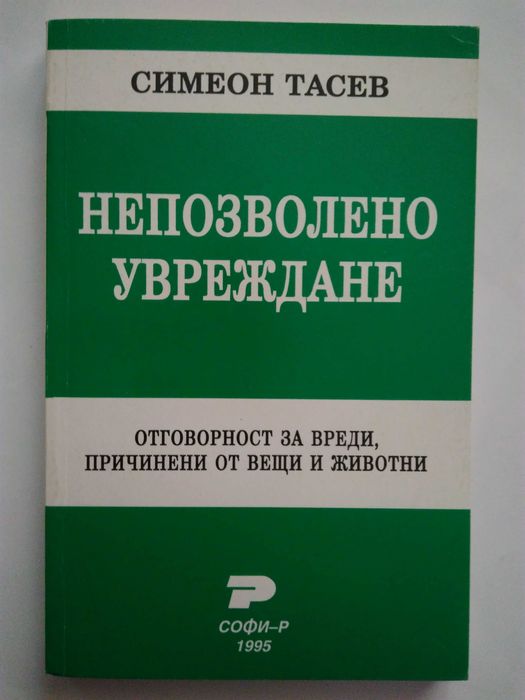 СИМЕОН ТАСЕВ
НЕПОЗВОЛЕНО
УВРЕЖДАНЕ
ОТГОВОРНОСТ ЗА ВРЕДИ,
ПРИЧИНЕНИ ОТ ВЕЩИ И ЖИВОТНИ
Р
СОФИ–Р
1995